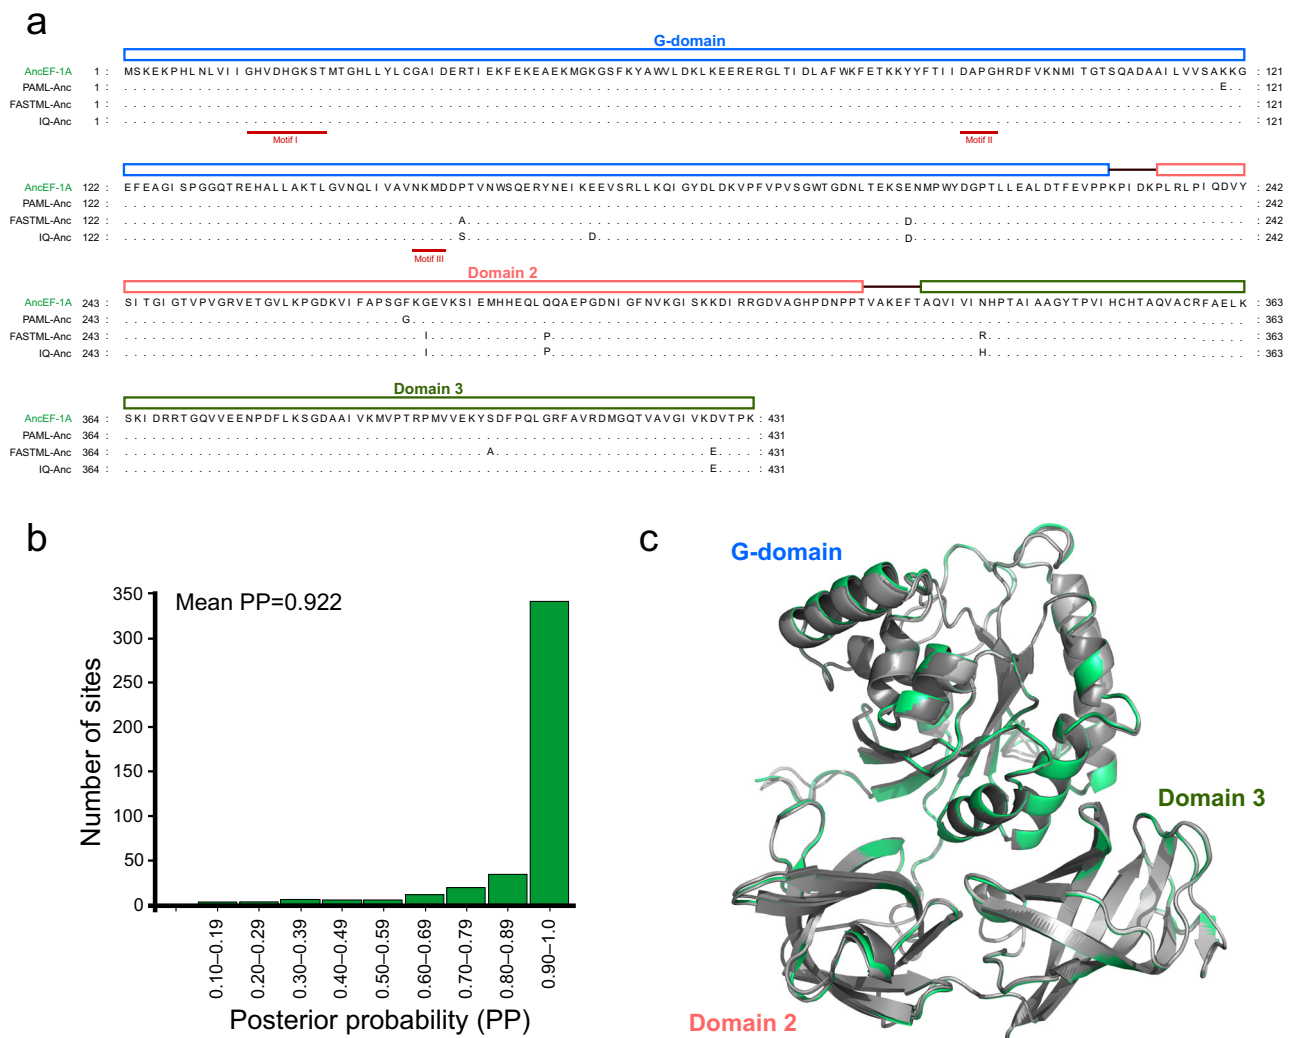 a
G-domain
AncEF-1A 1 : MSKEKPHLNLVIIGHVDHGKSTMTGHLLYLCGAIDERTIEKFEKEAEKMGKGSFKYAWVLDKLKEERERGLTIDLAFWKFETKKYYFTIIDAPGHRDFVKNMITGTSQADAAILVVSAKKG : 121
PAML-Anc 1 : ......................................................................................................................E.. : 121
FASTML-Anc 1 : ......................................................................................................................... : 121
IQ-Anc 1 : ......................................................................................................................... : 121
Motif I Motif II
AncEF-1A 122 : EFEAGISPGGQTREHALLAKTLGVNQLIVAVNKMDDPTVNWSQERYNEIKEEVSRLLKQIGYDLDKVPFVPVSGWTGDNLTEKSENMPWYDGPTLLEALDTFEVPPKPIDKPLRLPIQDVY : 242
PAML-Anc 122 : ......................................................................................................................... : 242
FASTML-Anc 122 : ....................................A................................................D................................... : 242
IQ-Anc 122 : ....................................S.............D..................................D................................... : 242
Motif III
Domain 2
AncEF-1A 243 : SITGIGTVPVGRVETGVLKPGDKVIFAPSGFKGEVKSIEMHHEQLQQAEPGDNIGFNVKGISKKDIRRGDVAGHPDNPPTVAKEFTAQVIVINHPTAIAAGYTPVIHCHTAQVACRFAELK : 363
PAML-Anc 243 : ..............................G.......................................................................................... : 363
FASTML-Anc 243 : ................................I............P..............................................R............................ : 363
IQ-Anc 243 : ................................I............P..............................................H............................ : 363
Domain 3
AncEF-1A 364 : SKIDRRTGQVVEENPDFLKSGDAAIVKMVPTRPMVVEKYSDFPQLGRFAVRDMGQTVAVGIVKDVTPK : 431
PAML-Anc 364 : .................................................................... : 431
FASTML-Anc 364 : .......................................A.......................E.... : 431
IQ-Anc 364 : ...............................................................E.... : 431
b
Mean PP=0.922
Number of sites
350
300
250
200
150
100
50
0
0.10–0.19
0.20–0.29
0.30–0.39
0.40–0.49
0.50–0.59
0.60–0.69
0.70–0.79
0.80–0.89
0.90–1.0
Posterior probability (PP)
c
G-domain
Domain 3
Domain 2